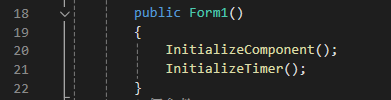 18 public Form1()
19 {
20 InitializeComponent();
21 InitializeTimer();
22 }